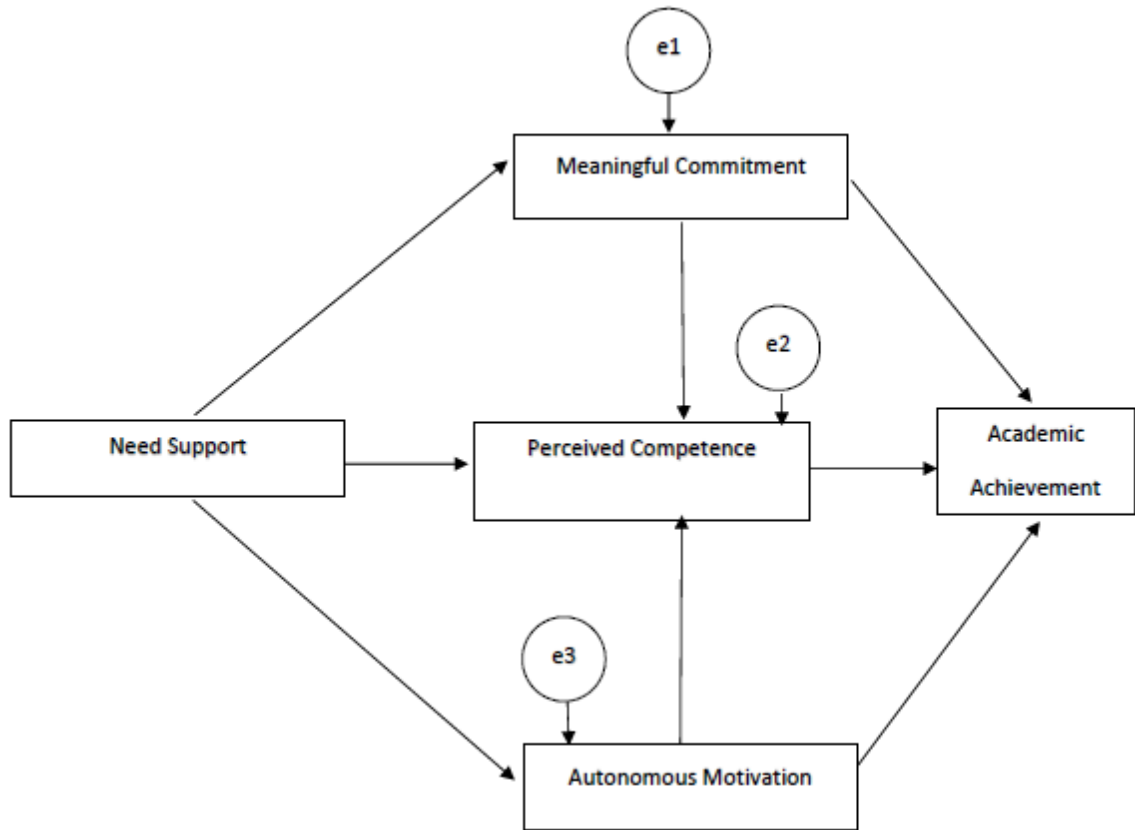 e1
Meaningful Commitment
e2
Need Support
Perceived Competence
Academic
Achievement
e3
Autonomous Motivation